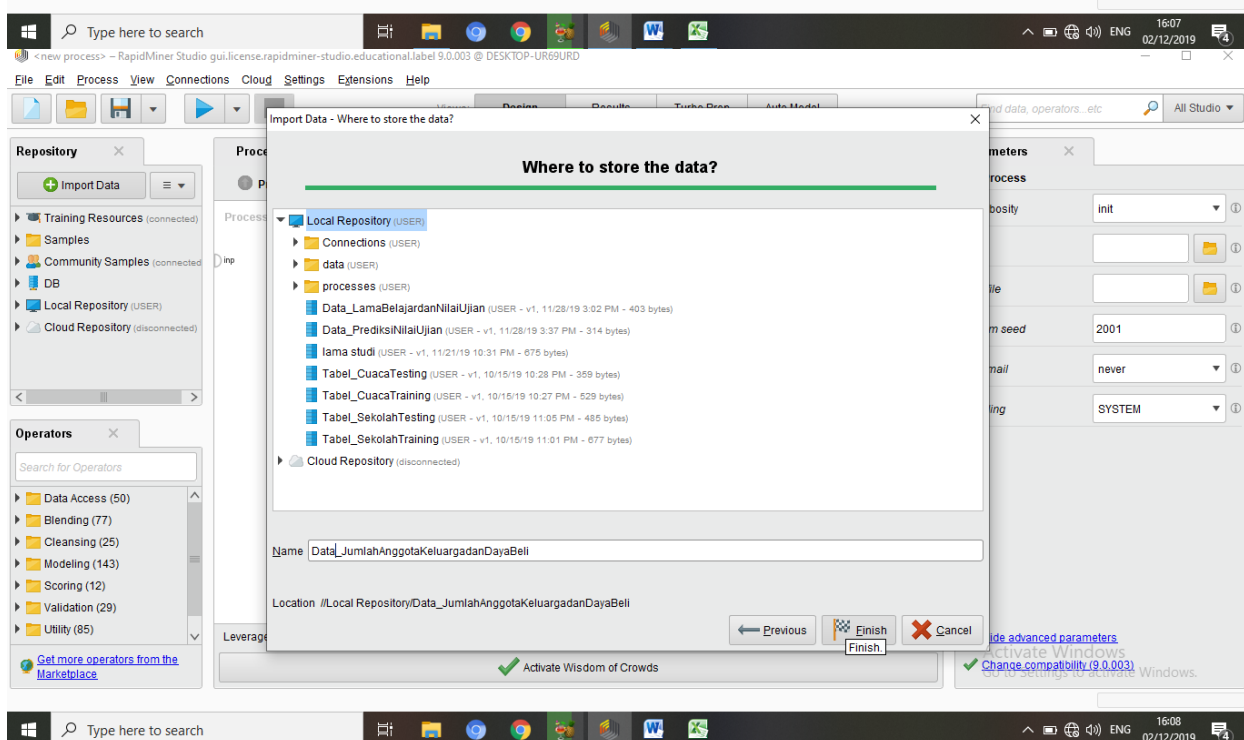 Type here to search
ENG
16:07
02/12/2019
4
<new process> – RapidMiner Studio gui.license.rapidminer-studio.educational.label 9.0.003 @ DESKTOP-UR69URD
File Edit Process View Connections Cloud Settings Extensions Help
Views: Design Results Turbo Prep Auto Model
Find data, operators...etc
All Studio
Import Data - Where to store the data?
Where to store the data?
Repository
Import Data
Training Resources (connected)
Samples
Community Samples (connected
DB
Local Repository (USER)
Cloud Repository (disconnected)
Operators
Search for Operators
Data Access (50)
Blending (77)
Cleansing (25)
Modeling (143)
Scoring (12)
Validation (29)
Utility (85)
Get more operators from the
Marketplace
Proce
P
Process
inp
Leverage
Local Repository (USER)
Connections (USER)
data (USER)
processes (USER)
Data_LamaBelajardanNilaiUjian (USER - v1, 11/28/19 3:02 PM - 403 bytes)
Data_PrediksiNilaiUjian (USER - v1, 11/28/19 3:37 PM - 314 bytes)
lama studi (USER - v1, 11/21/19 10:31 PM - 675 bytes)
Tabel_CuacaTesting (USER - v1, 10/15/19 10:28 PM - 359 bytes)
Tabel_CuacaTraining (USER - v1, 10/15/19 10:27 PM - 529 bytes)
Tabel_SekolahTesting (USER - v1, 10/15/19 11:05 PM - 485 bytes)
Tabel_SekolahTraining (USER - v1, 10/15/19 11:01 PM - 677 bytes)
Cloud Repository (disconnected)
Name Data_JumlahAnggotaKeluargadanDayaBeli
Location //Local Repository/Data_JumlahAnggotaKeluargadanDayaBeli
Previous
Finish
Cancel
Finish.
Activate Wisdom of Crowds
meters
rocess
bosity
init
ile
m seed
2001
mail
never
ing
SYSTEM
ide advanced parameters
Change compatibility (9.0.003)
Activate Windows
Go to Settings to activate Windows.
Type here to search
ENG
16:08
02/12/2019
4